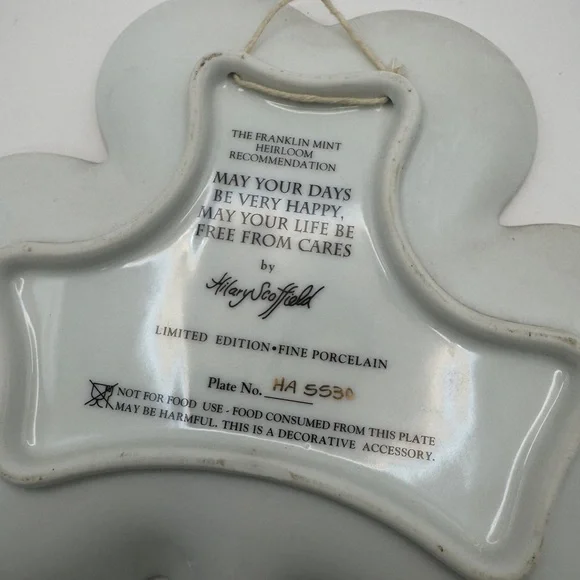 THE FRANKLIN MINT
HEIRLOOM
RECOMMENDATION
MAY YOUR DAYS
BE VERY HAPPY,
MAY YOUR LIFE BE
FREE FROM CARES
by
Hilary Scoffield
LIMITED EDITION•FINE PORCELAIN
Plate No. HA 5530
NOT FOR FOOD USE - FOOD CONSUMED FROM THIS PLATE
MAY BE HARMFUL. THIS IS A DECORATIVE ACCESSORY.